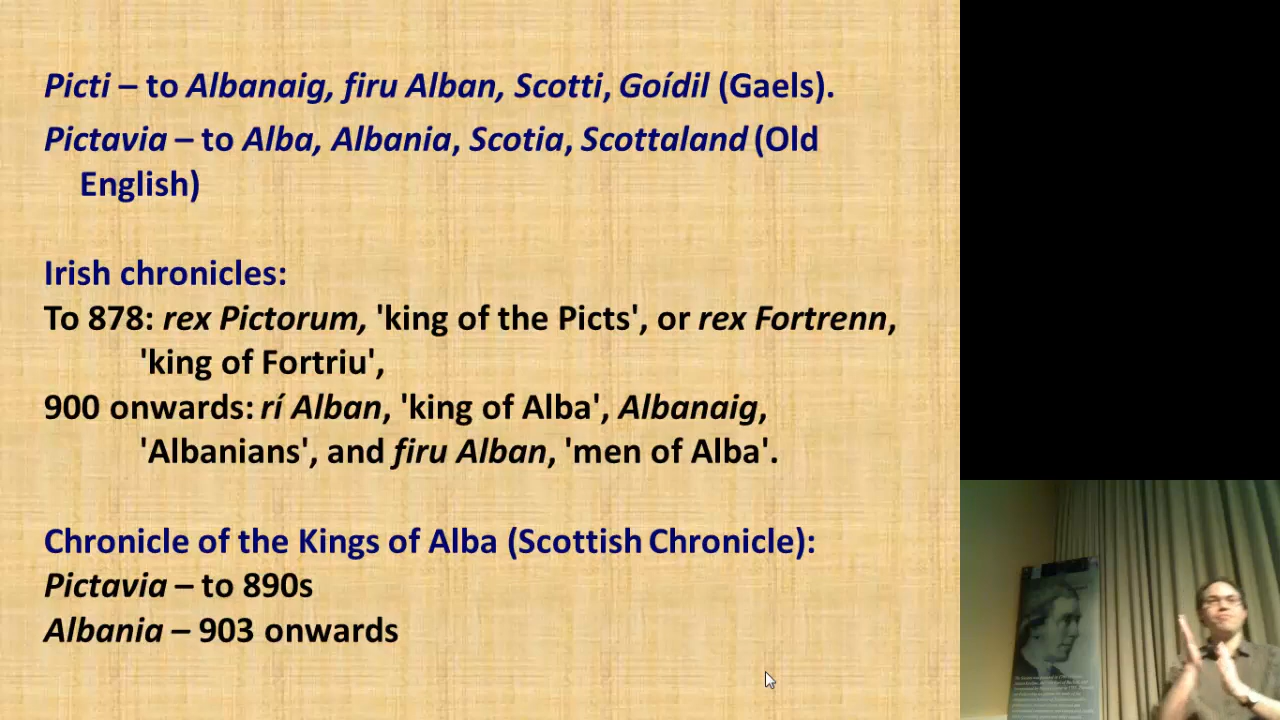 Picti – to Albanaig, firu Alban, Scotti, Goídil (Gaels).
Pictavia – to Alba, Albania, Scotia, Scottaland (Old
English)
Irish chronicles:
To 878: rex Pictorum, 'king of the Picts', or rex Fortrenn,
'king of Fortriu',
900 onwards: rí Alban, 'king of Alba', Albanaig,
'Albanians', and firu Alban, 'men of Alba'.
Chronicle of the Kings of Alba (Scottish Chronicle):
Pictavia – to 890s
Albania – 903 onwards